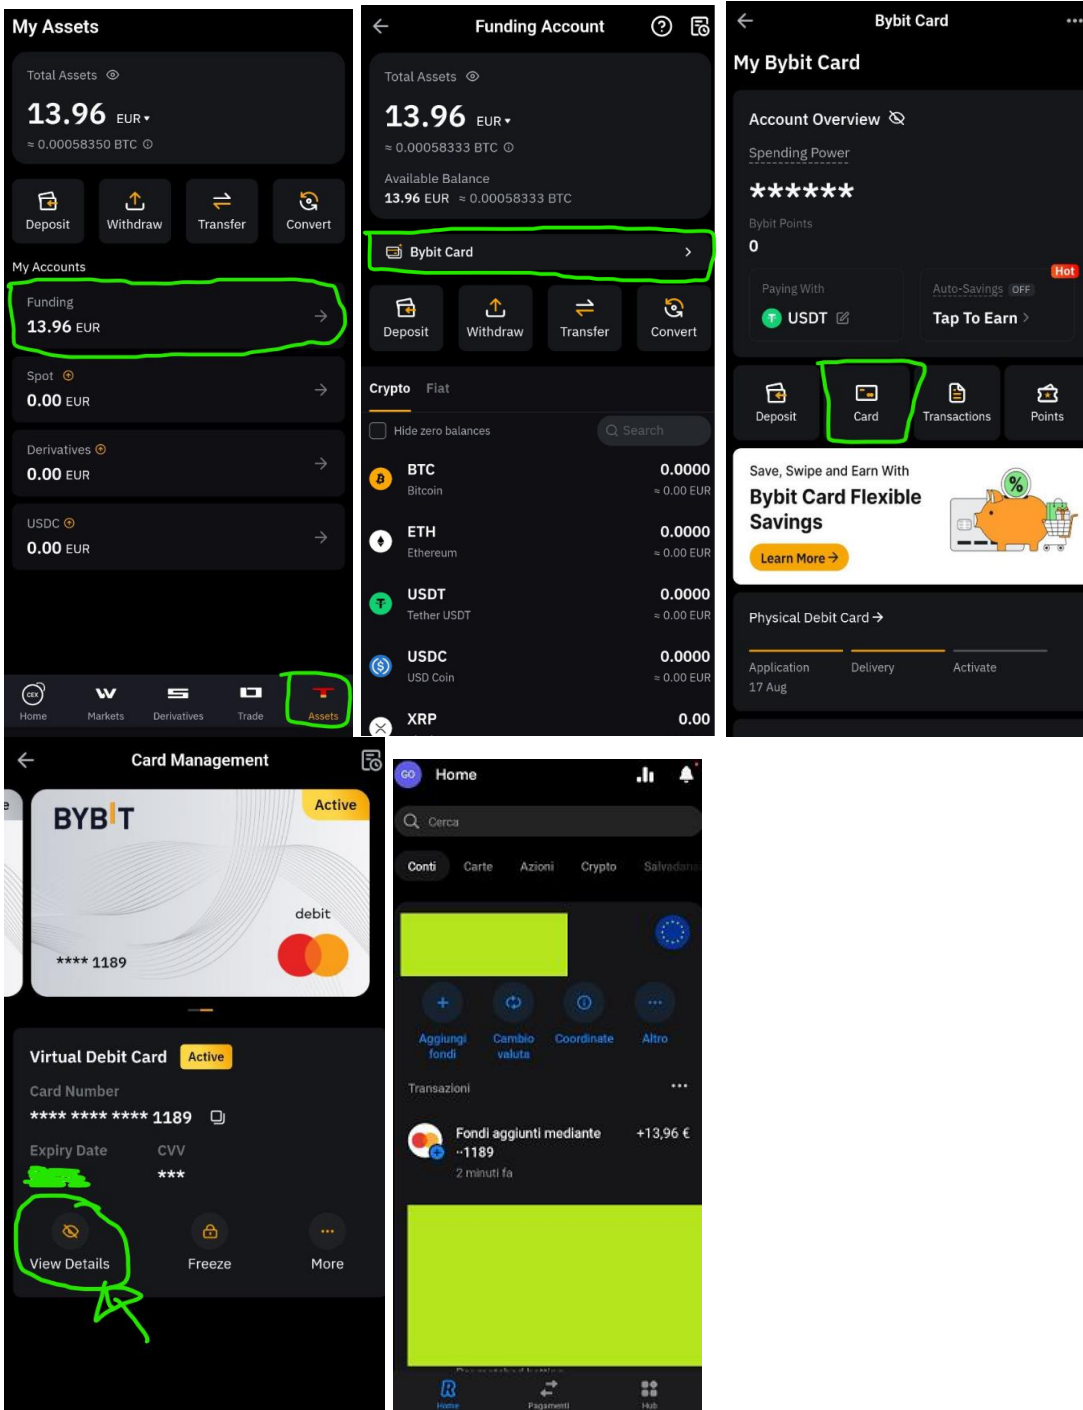 My Assets
Total Assets
13.96 EUR
≈ 0.00058350 BTC
Deposit Withdraw Transfer Convert
My Accounts
Funding
13.96 EUR
Spot
0.00 EUR
Derivatives
0.00 EUR
USDC
0.00 EUR
CEX
Home Markets Derivatives Trade Assets
Funding Account
Total Assets
13.96 EUR
≈ 0.00058333 BTC
Available Balance
13.96 EUR ≈ 0.00058333 BTC
Bybit Card
Deposit Withdraw Transfer Convert
Crypto Fiat
Hide zero balances Search
BTC 0.0000
Bitcoin ≈ 0.00 EUR
ETH 0.0000
Ethereum ≈ 0.00 EUR
USDT 0.0000
Tether USDT ≈ 0.00 EUR
USDC 0.0000
USD Coin ≈ 0.00 EUR
XRP 0.00
Bybit Card
My Bybit Card
Account Overview
Spending Power
******
Bybit Points
0
Hot
Paying With Auto-Savings OFF
USDT Tap To Earn >
Deposit Card Transactions Points
Save, Swipe and Earn With
Bybit Card Flexible
Savings
Learn More →
%
Physical Debit Card →
Application Delivery Activate
17 Aug
Card Management
Active
BYBIT
debit
**** 1189
Virtual Debit Card Active
Card Number
**** **** **** 1189
Expiry Date CVV
***
View Details Freeze More
GO Home
Cerca
Conti Carte Azioni Crypto
Aggiungi fondi Cambio valuta Coordinate Altro
Transazioni
Fondi aggiunti mediante +13,96 €
··1189
2 minuti fa
Home Pagamenti Hub